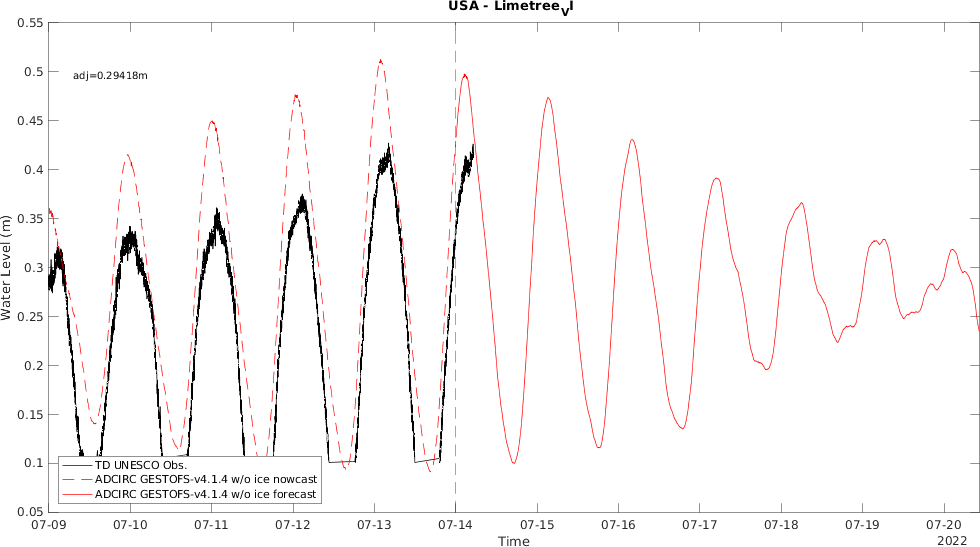 USA - LimetreeVI
0.55
0.5
0.45
0.4
0.35
0.3
0.25
0.2
0.15
0.1
0.05
Water Level (m)
adj=0.29418m
TD UNESCO Obs.
ADCIRC GESTOFS-v4.1.4 w/o ice nowcast
ADCIRC GESTOFS-v4.1.4 w/o ice forecast
07-09 07-10 07-11 07-12 07-13 07-14 07-15 07-16 07-17 07-18 07-19 07-20
Time
2022